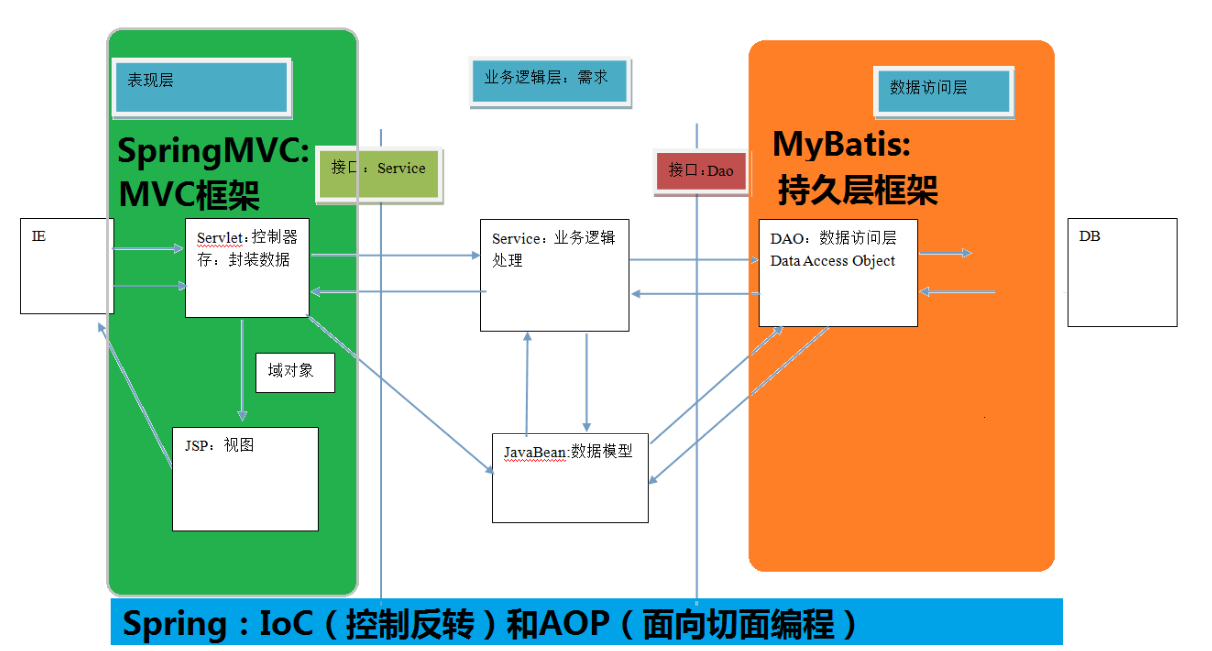 表现层
业务逻辑层：需求
数据访问层
SpringMVC:
MVC框架
接口：Service
接口：Dao
MyBatis:
持久层框架
IE
Servlet：控制器
存：封装数据
Service：业务逻辑
处理
DAO：数据访问层
Data Access Object
DB
域对象
JSP：视图
JavaBean:数据模型
Spring：IoC（控制反转）和AOP（面向切面编程）